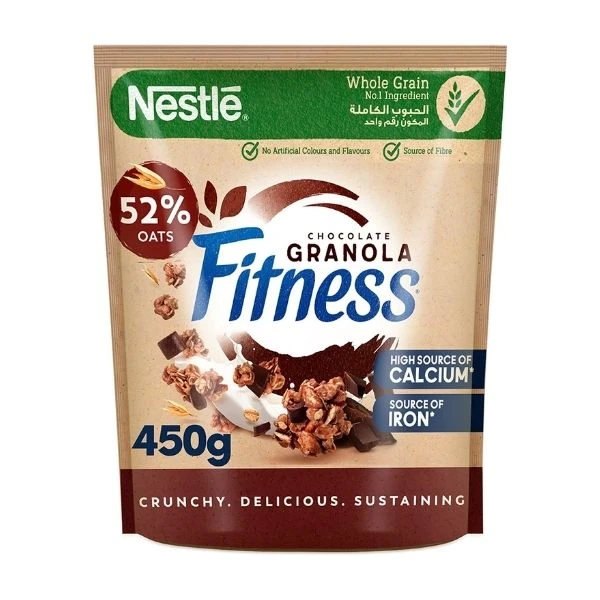 Nestlé®
Whole Grain
No.1 Ingredient
الحبوب الكاملة
المكون رقم واحد
No Artificial Colours and Flavours
Source of Fibre
52%
OATS
CHOCOLATE
GRANOLA
Fitness®
HIGH SOURCE OF
CALCIUM*
SOURCE OF
IRON*
450g
CRUNCHY. DELICIOUS. SUSTAINING